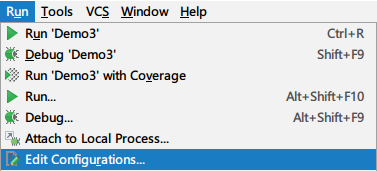 Run Tools VCS Window Help
Run 'Demo3' Ctrl+R
Debug 'Demo3' Shift+F9
Run 'Demo3' with Coverage
Run... Alt+Shift+F10
Debug... Alt+Shift+F9
Attach to Local Process...
Edit Configurations...